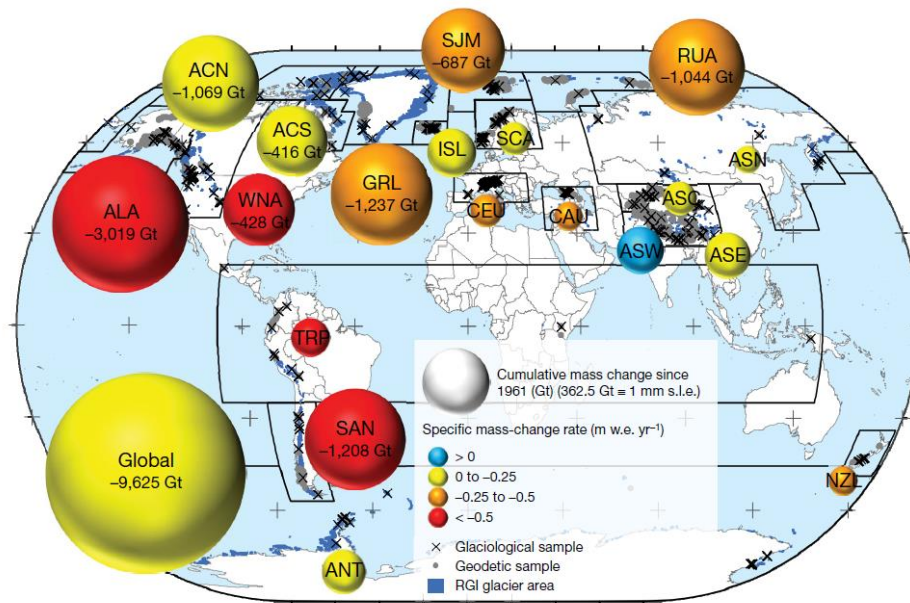 SJM
−687 Gt
RUA
−1,044 Gt
ACN
−1,069 Gt
ACS
−416 Gt
ISL
SCA
ASN
GRL
−1,237 Gt
ALA
−3,019 Gt
WNA
−428 Gt
CEU
CAU
ASC
ASW
ASE
TRP
Cumulative mass change since
1961 (Gt) (362.5 Gt ≡ 1 mm s.l.e.)
Specific mass-change rate (m w.e. yr⁻¹)
> 0
0 to −0.25
−0.25 to −0.5
< −0.5
Glaciological sample
Geodetic sample
RGI glacier area
SAN
−1,208 Gt
Global
−9,625 Gt
NZL
ANT